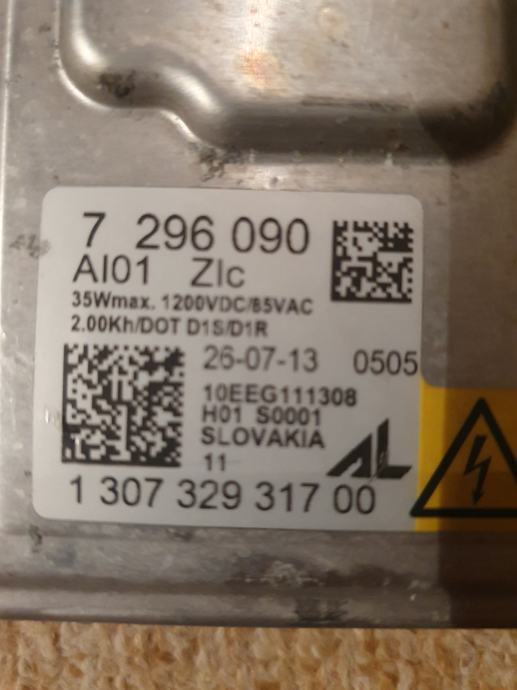 7 296 090
AI01 ZIc
35Wmax. 1200VDC/85VAC
2.00Kh/DOT D1S/D1R
26-07-13 0505
10EEG111308
H01 S0001
SLOVAKIA
11
AL
1 307 329 317 00